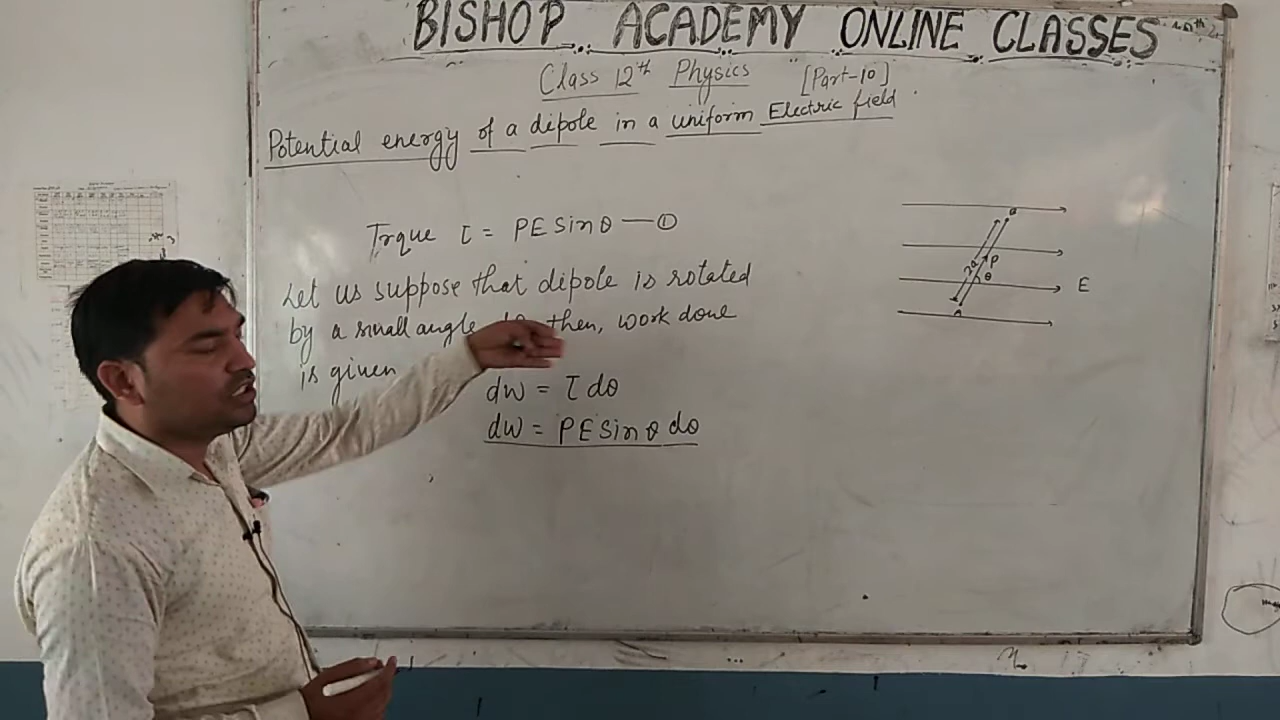 BISHOP ACADEMY ONLINE CLASSES
Class 12th Physics [Part-10]
Potential energy of a dipole in a uniform Electric field
Trque τ = PE Sin θ — ①
Let us suppose that dipole is rotated
by a small angle then, work done
is given
dw = τ dθ
dw = PE Sin θ dθ
2a
P
θ
E